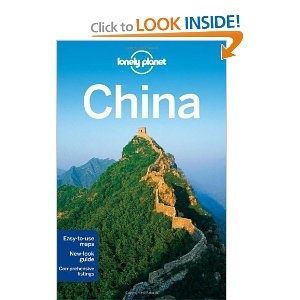 Click to LOOK INSIDE!
lonely planet
China
Easy-to-use
maps
New-look
guide
Comprehensive
listings